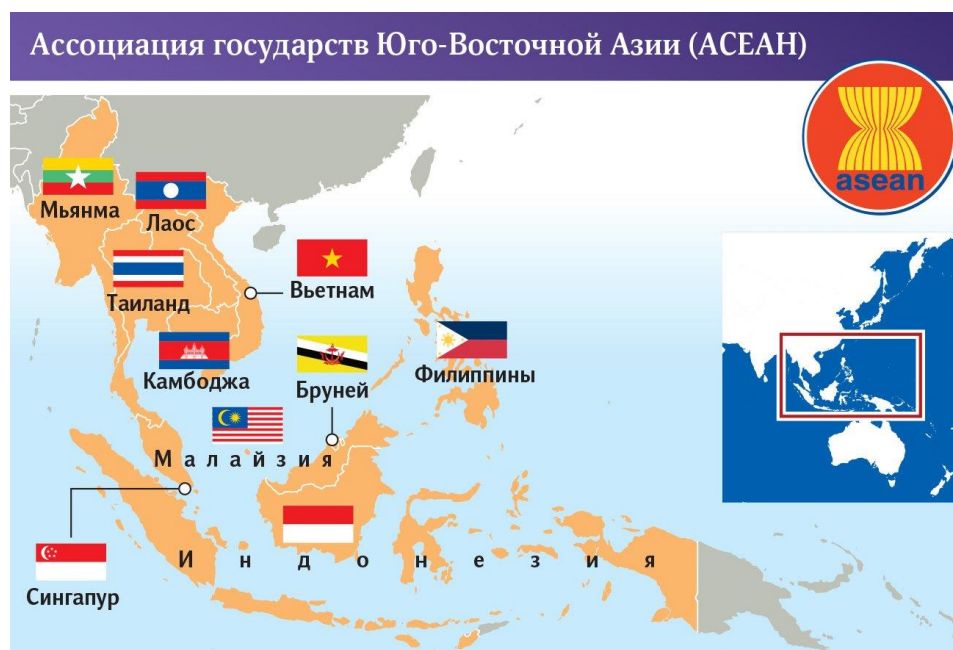 Ассоциация государств Юго-Восточной Азии (АСЕАН)
asean
Мьянма
Лаос
Таиланд
Вьетнам
Камбоджа
Бруней
Филиппины
Малайзия
Индонезия
Сингапур